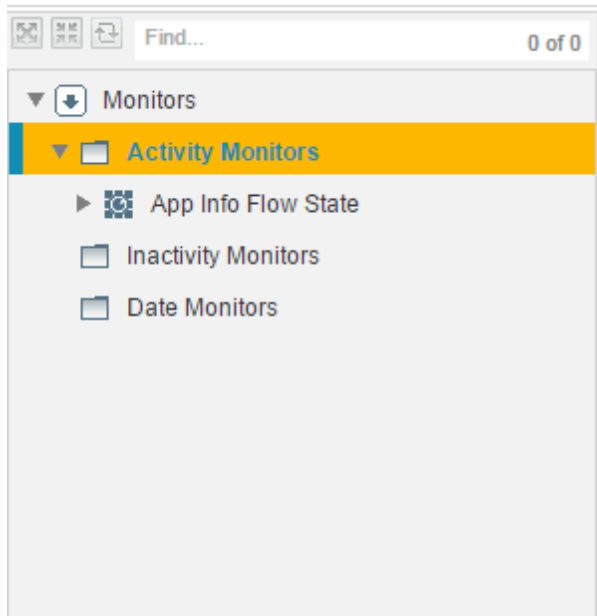 Find... 0 of 0
Monitors
Activity Monitors
App Info Flow State
Inactivity Monitors
Date Monitors